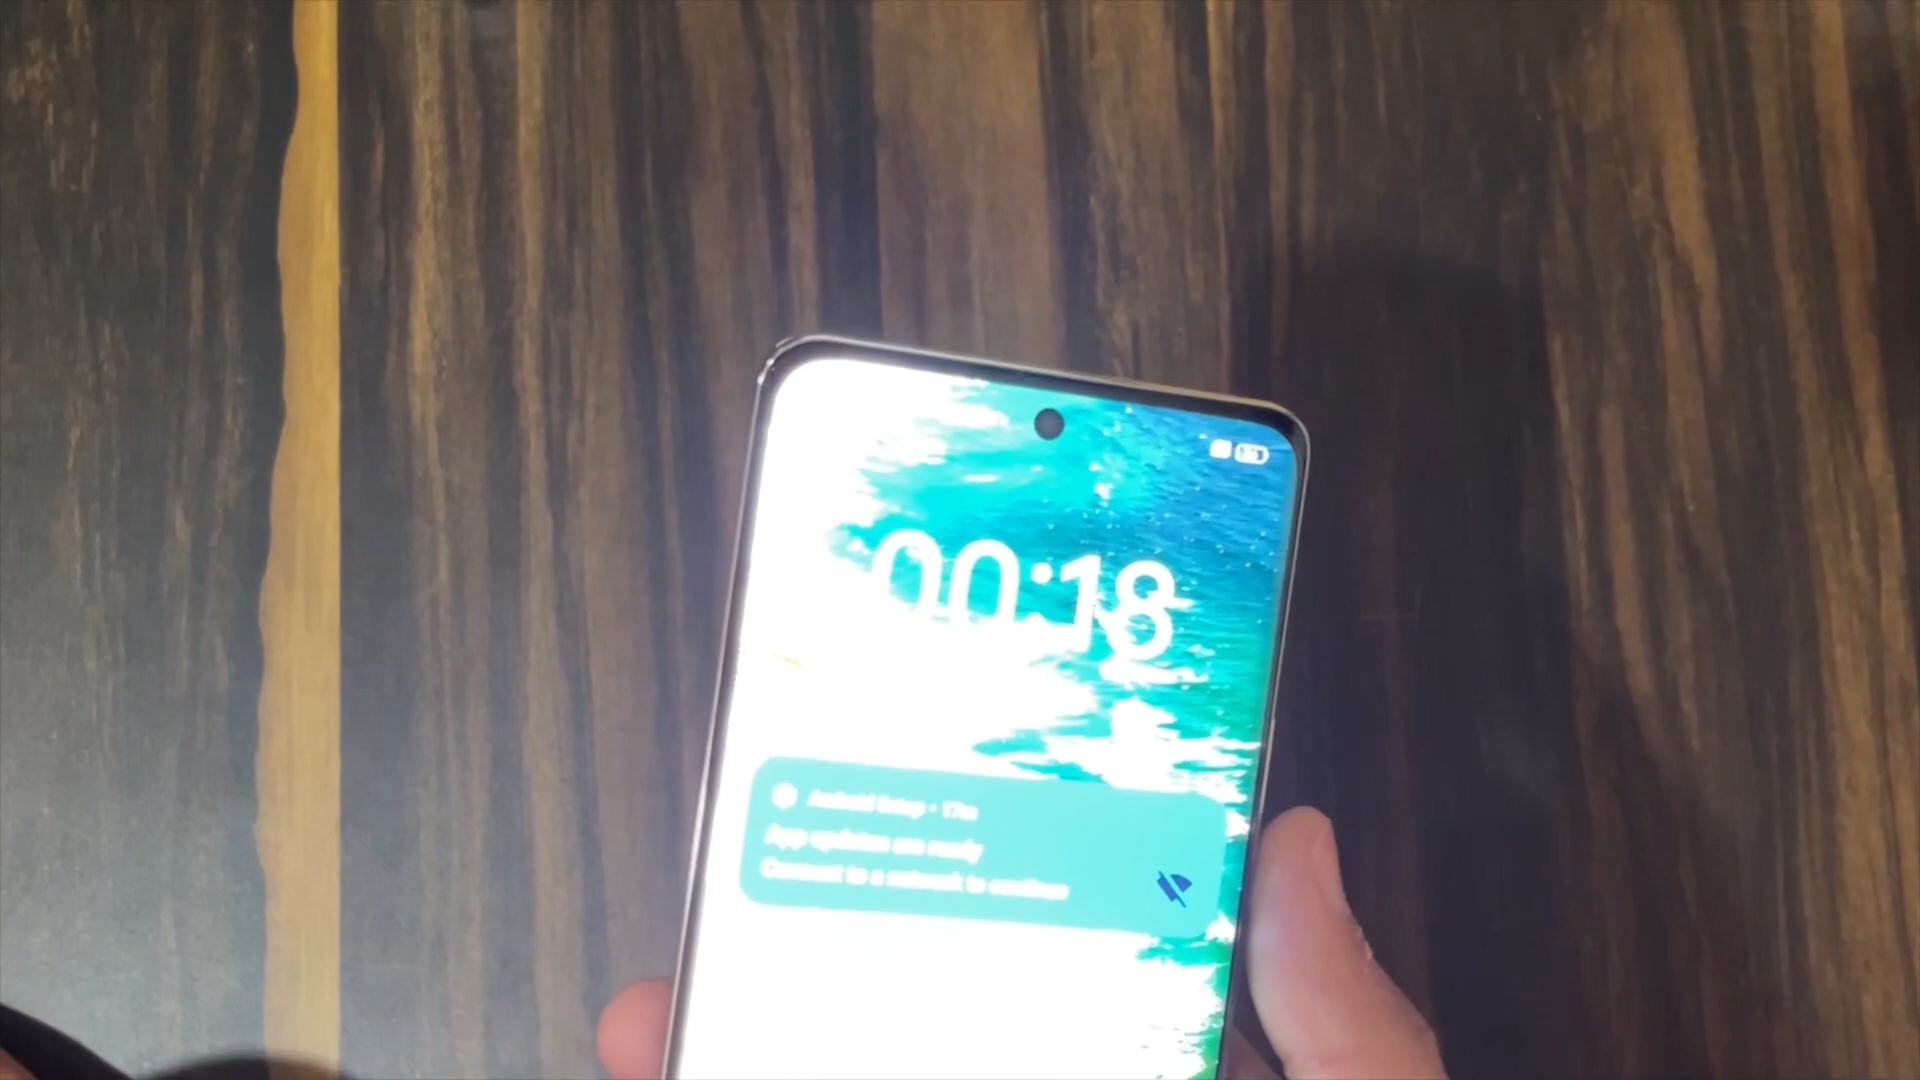 00:18
Android Setup • 17m
App updates are ready
Connect to a network to continue